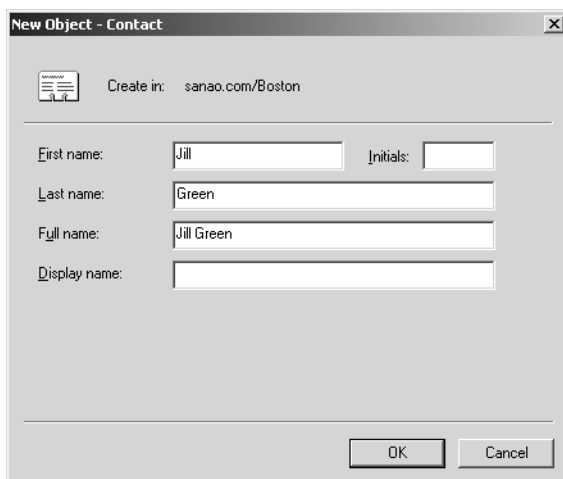 New Object - Contact
Create in: sanao.com/Boston
First name: Jill Initials:
Last name: Green
Full name: Jill Green
Display name:
OK Cancel